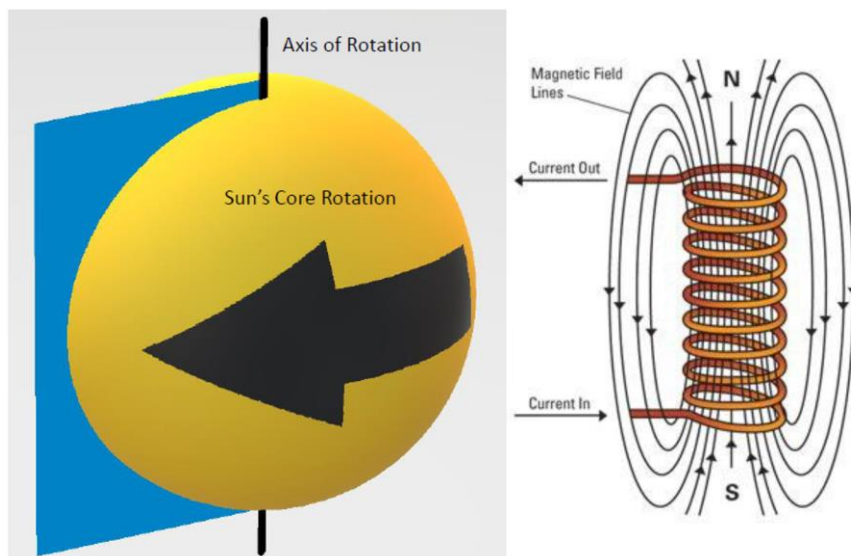 Axis of Rotation
Sun's Core Rotation
Magnetic Field
Lines
N
Current Out
Current In
S